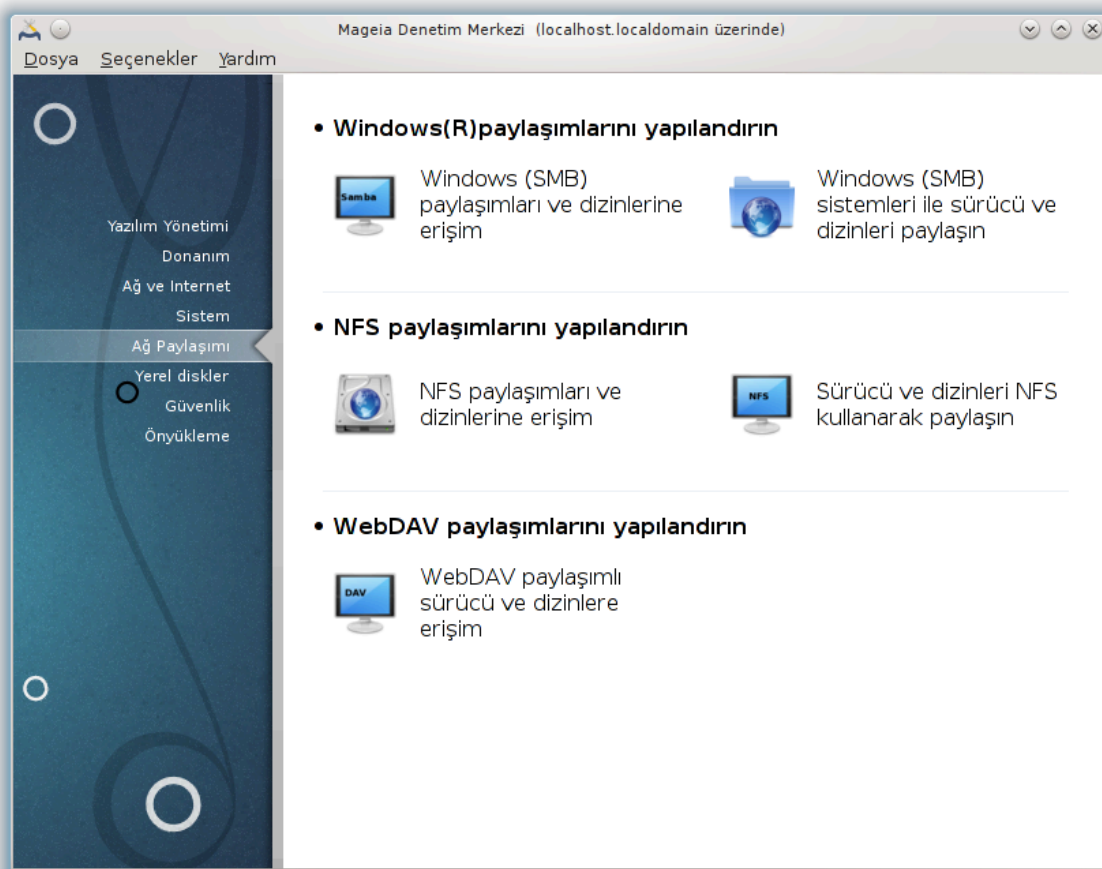 Mageia Denetim Merkezi (localhost.localdomain üzerinde)
Dosya Seçenekler Yardım
Yazılım Yönetimi
Donanım
Ağ ve Internet
Sistem
Ağ Paylaşımı
Yerel diskler
Güvenlik
Önyükleme
• Windows(R)paylaşımlarını yapılandırın
Samba
Windows (SMB)
paylaşımları ve dizinlerine
erişim
Windows (SMB)
sistemleri ile sürücü ve
dizinleri paylaşın
• NFS paylaşımlarını yapılandırın
NFS paylaşımları ve
dizinlerine erişim
NFS
Sürücü ve dizinleri NFS
kullanarak paylaşın
• WebDAV paylaşımlarını yapılandırın
DAV
WebDAV paylaşımlı
sürücü ve dizinlere
erişim